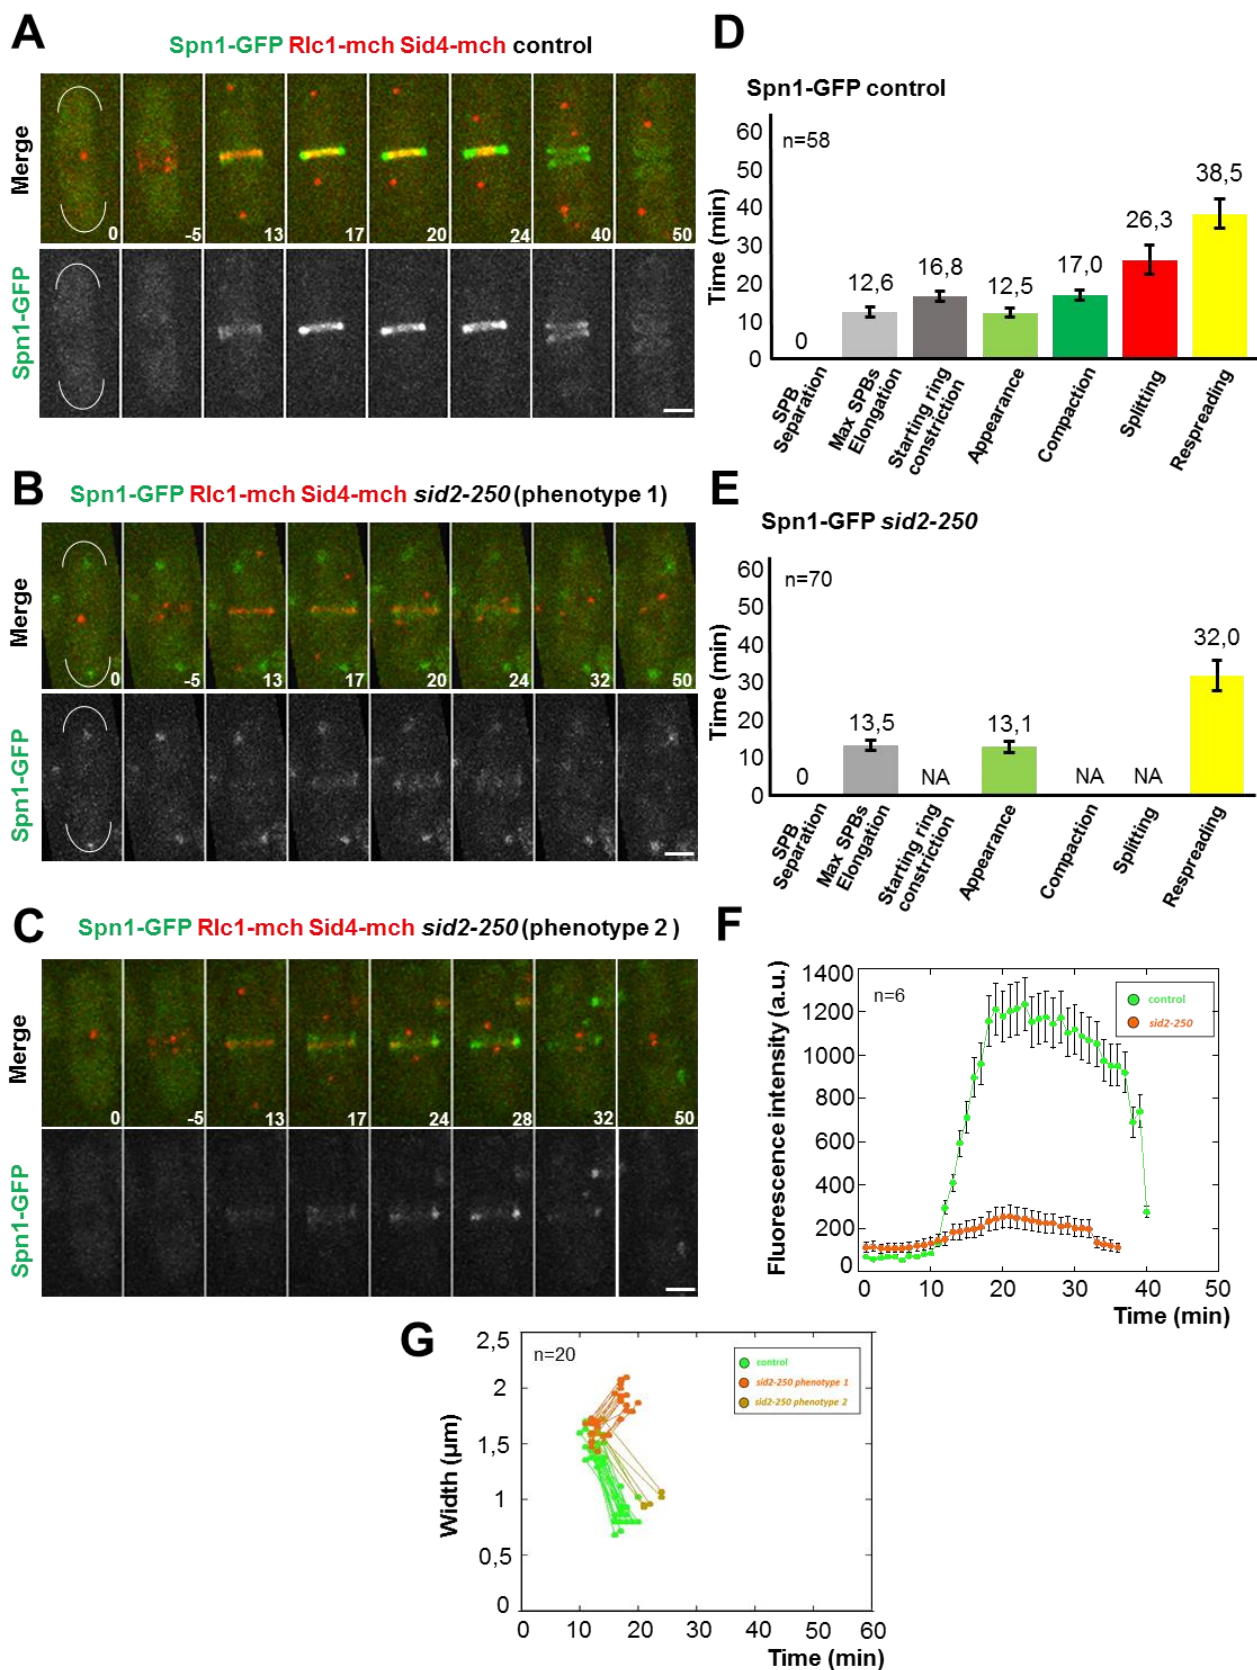 A
Spn1-GFP Rlc1-mch Sid4-mch control
Merge
0
-5
13
17
20
24
40
50
Spn1-GFP
B
Spn1-GFP Rlc1-mch Sid4-mch sid2-250 (phenotype 1)
Merge
0
-5
13
17
20
24
32
50
Spn1-GFP
C
Spn1-GFP Rlc1-mch Sid4-mch sid2-250 (phenotype 2 )
Merge
0
-5
13
17
24
28
32
50
Spn1-GFP
D
Spn1-GFP control
n=58
Time (min)
60
50
40
30
20
10
0
0
12,6
16,8
12,5
17,0
26,3
38,5
SPB
Separation
Max SPBs
Elongation
Starting ring
constriction
Appearance
Compaction
Splitting
Respreading
E
Spn1-GFP sid2-250
n=70
Time (min)
60
50
40
30
20
10
0
0
13,5
NA
13,1
NA
NA
32,0
SPB
Separation
Max SPBs
Elongation
Starting ring
constriction
Appearance
Compaction
Splitting
Respreading
F
n=6
control
sid2-250
Fluorescence intensity (a.u.)
1400
1200
1000
800
600
400
200
0
0 10 20 30 40 50
Time (min)
G
n=20
control
sid2-250 phenotype 1
sid2-250 phenotype 2
Width (µm)
2,5
2
1,5
1
0,5
0
0 10 20 30 40 50 60
Time (min)